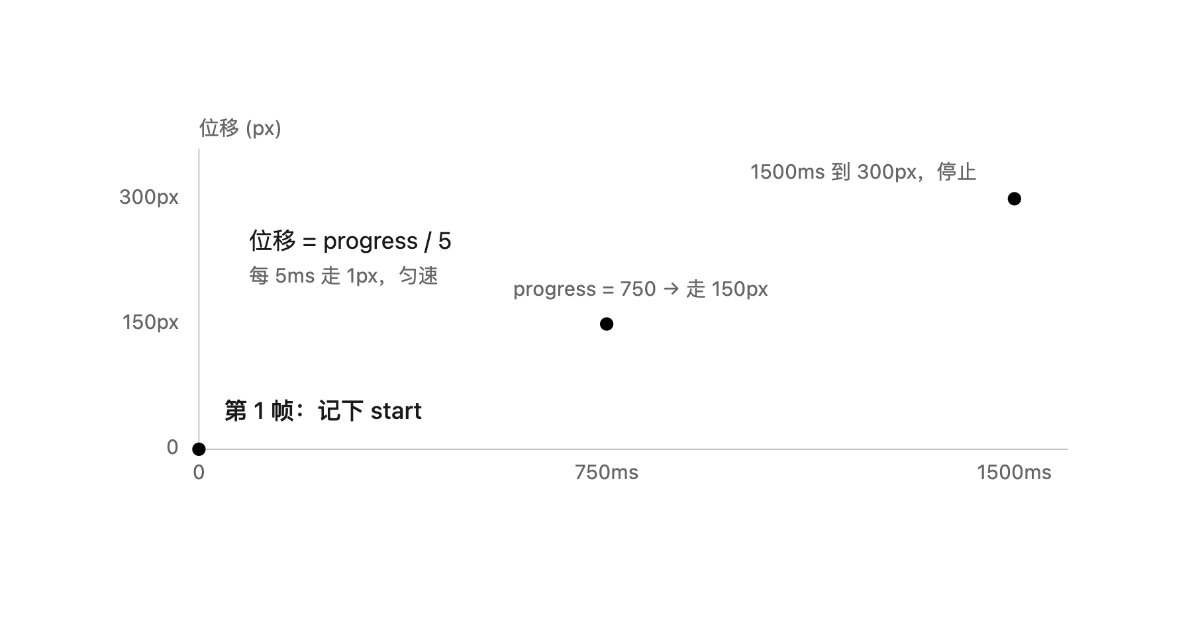 位移 (px)
1500ms 到 300px，停止
300px
位移 = progress / 5
每 5ms 走 1px，匀速
progress = 750 → 走 150px
150px
第 1 帧：记下 start
0
0
750ms
1500ms